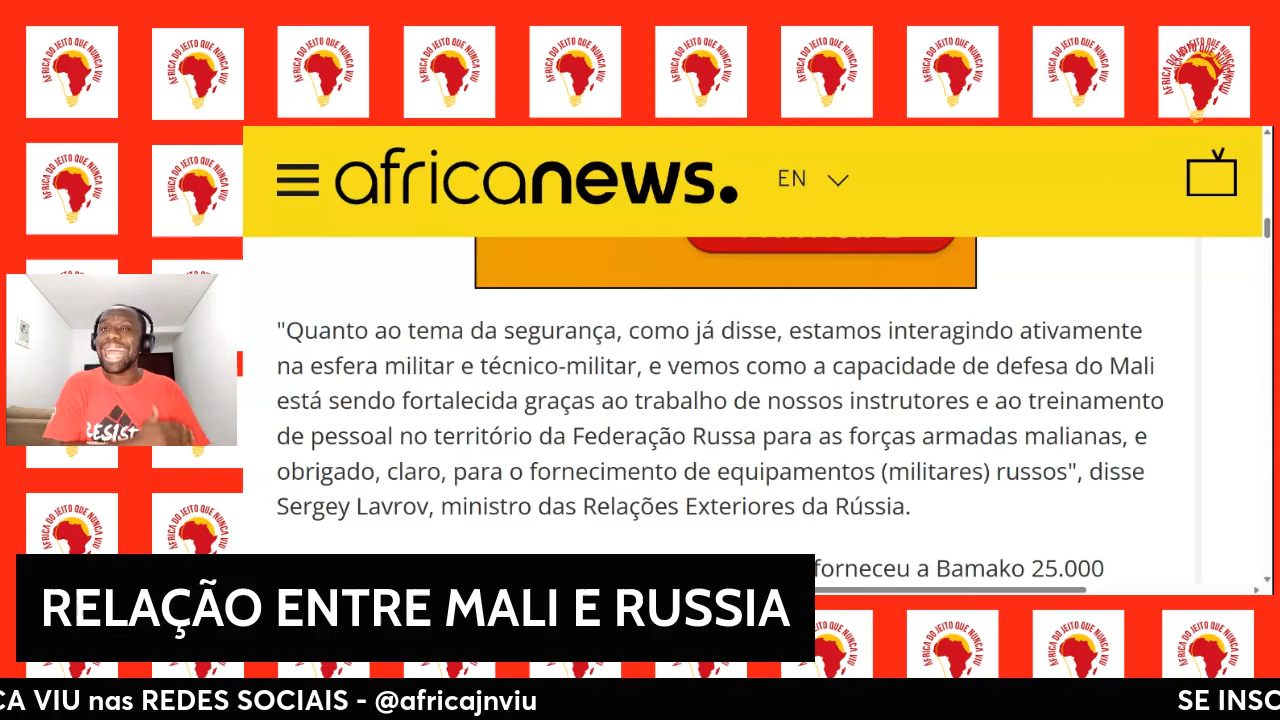 ÁFRICA DO JEITO QUE NUNCA VIU
africanews.
EN
"Quanto ao tema da segurança, como já disse, estamos interagindo ativamente
na esfera militar e técnico-militar, e vemos como a capacidade de defesa do Mali
está sendo fortalecida graças ao trabalho de nossos instrutores e ao treinamento
de pessoal no território da Federação Russa para as forças armadas malianas, e
obrigado, claro, para o fornecimento de equipamentos (militares) russos", disse
Sergey Lavrov, ministro das Relações Exteriores da Rússia.
forneceu a Bamako 25.000
RESIST
RELAÇÃO ENTRE MALI E RUSSIA
CA VIU nas REDES SOCIAIS - @africajnviu
SE INSC